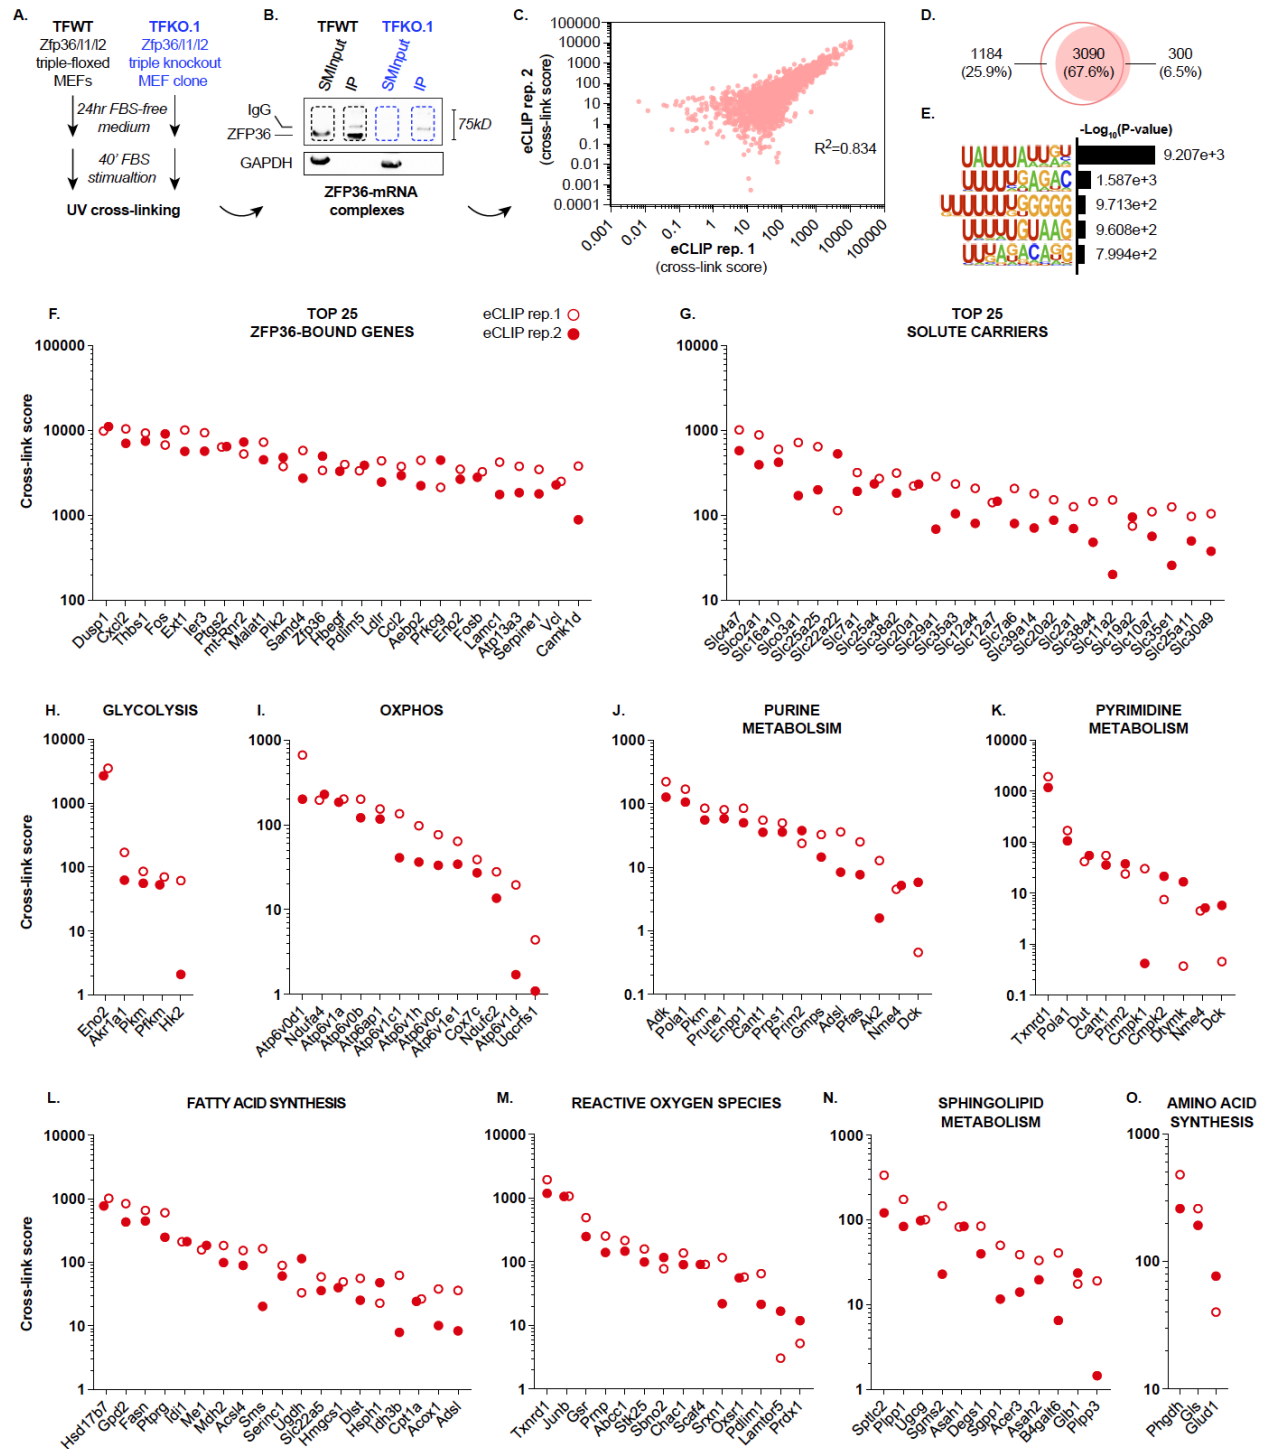 A.
TFWT
Zfp36/l1/l2
triple-floxed
MEFs
TFKO.1
Zfp36/l1/l2
triple knockout
MEF clone
24hr FBS-free
medium
40' FBS
stimualtion
UV cross-linking
B.
TFWT
TFKO.1
SMInput
IP
SMInput
IP
IgG
ZFP36
75kD
GAPDH
ZFP36-mRNA
complexes
C.
eCLIP rep. 2
(cross-link score)
100000
10000
1000
100
10
1
0.1
0.01
0.001
0.0001
R2=0.834
0.001
0.01
0.1
1
10
100
1000
10000
100000
eCLIP rep. 1
(cross-link score)
D.
1184
(25.9%)
3090
(67.6%)
300
(6.5%)
E.
-Log10(P-value)
UAUUUAUUGU
9.207e+3
UUUUGAGAC
1.587e+3
UUUUUUGGGGG
9.713e+2
UUUUGUAAG
9.608e+2
UUUAGACAGG
7.994e+2
F.
TOP 25
ZFP36-BOUND GENES
eCLIP rep.1
eCLIP rep.2
Cross-link score
100000
10000
1000
100
Dusp1
Cxcl2
Thbs1
Fos
Ext1
Ier3
Ptgs2
mt-Rnr2
Malat1
Plk2
Samd4
Zfp36
Hbegf
Pdlim5
Ldlr
Ccl2
Aebp2
Prkcg
Eno2
Fosb
Lamc1
Atp13e3
Serpine1
Vcl
Camk1d
G.
TOP 25
SOLUTE CARRIERS
10000
1000
100
10
Slc4a7
Slco2a1
Slc16a10
Slco3a1
Slc25a25
Slc22a22
Slc7a1
Slc25a4
Slc38a2
Slc20a1
Slc29a1
Slc35a3
Slc12a4
Slc12a7
Slc7a6
Slc39a14
Slc20a2
Slc2a1
Slc38a4
Slc11a2
Slc19a2
Slc10a7
Slc35e1
Slc25a11
Slc30a9
H.
GLYCOLYSIS
Cross-link score
10000
1000
100
10
1
Eno2
Akr1a1
Pkm
Pfkm
Hk2
I.
OXPHOS
1000
100
10
1
Atp6v0d1
Ndufa4
Atp6v1a
Atp6v0b
Atp6ap1
Atp6v1c1
Atp6v1h
Atp6v0c
Atp6v1e1
Cox7c
Ndufc2
Atp6v1d
Uqcrfs1
J.
PURINE
METABOLSIM
1000
100
10
1
0.1
Adk
Pola1
Pkm
Prune1
Enpp1
Cant1
Prps1
Prim2
Gmps
Adsl
Pfas
Ak2
Nme4
Dck
K.
PYRIMIDINE
METABOLISM
10000
1000
100
10
1
0.1
Txnrd1
Pola1
Dut
Cant1
Prim2
Cmpk1
Cmpk2
Dtymk
Nme4
Dck
L.
FATTY ACID SYNTHESIS
Cross-link score
10000
1000
100
10
1
Hsd17b7
Gpd2
Fasn
Ptprg
Idi1
Me1
Mdh2
Acsl4
Sms
Serinc1
Ugdh
Slc22a5
Hmgcs1
Dlst
Hsph1
Idh3b
Cpt1a
Acox1
Adsl
M.
REACTIVE OXYGEN SPECIES
10000
1000
100
10
1
Txnrd1
Junb
Gsr
Prnp
Abcc1
Stk25
Sbno2
Chac1
Scaf4
Srxn1
Oxsr1
Pdlim1
Lamtor5
Prdx1
N.
SPHINGOLIPID
METABOLISM
1000
100
10
1
Sptlc2
Plpp1
Ugcg
Sgms2
Asah1
Degs1
Sgpp1
Acer3
Asah2
B4galt6
Glb1
Plpp3
O.
AMINO ACID
SYNTHESIS
1000
100
10
Phgdh
Gls
Glud1